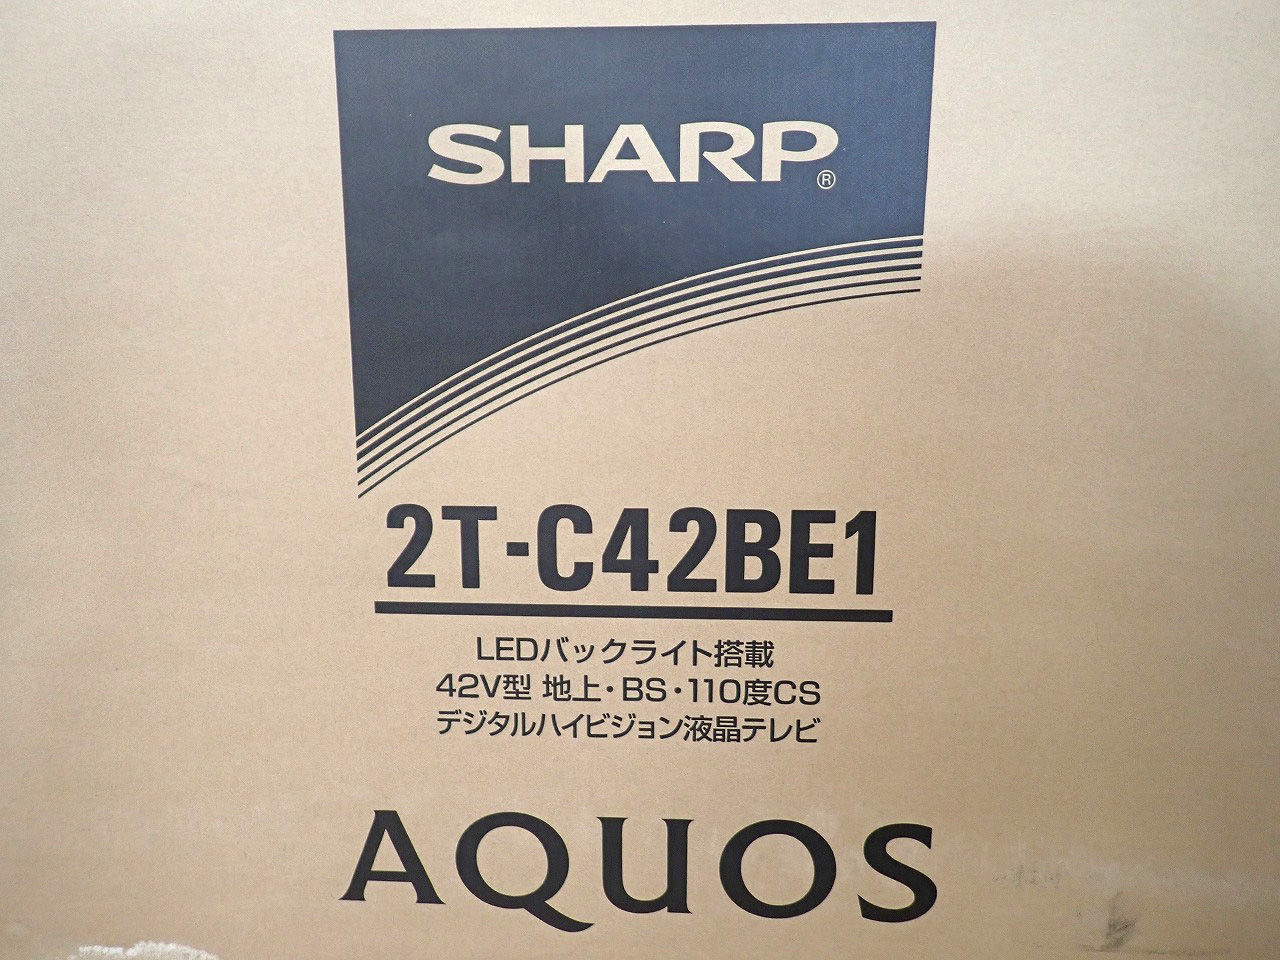 SHARP®
2T-C42BE1
LEDバックライト搭載
42V型 地上・BS・110度CS
デジタルハイビジョン液晶テレビ
AQUOS